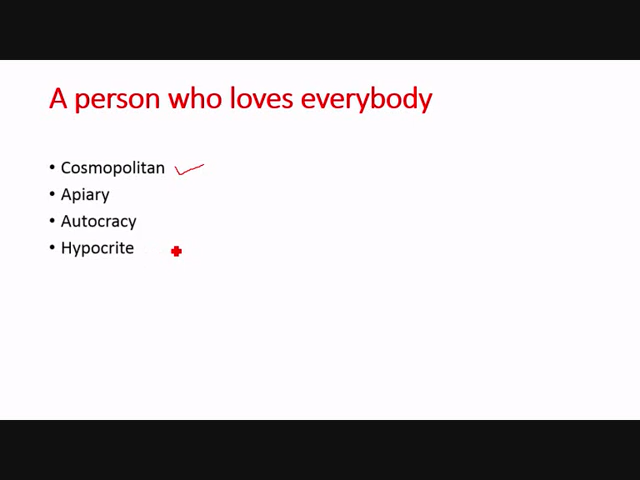 A person who loves everybody
• Cosmopolitan
• Apiary
• Autocracy
• Hypocrite